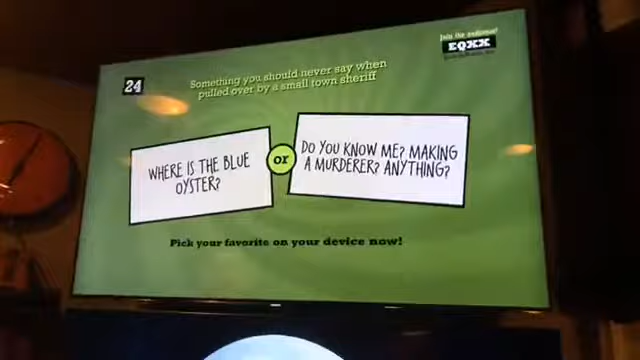 Join the audience!
EQXX
24
Something you should never say when
pulled over by a small town sheriff
WHERE IS THE BLUE
OYSTER?
or
DO YOU KNOW ME? MAKING
A MURDERER? ANYTHING?
Pick your favorite on your device now!